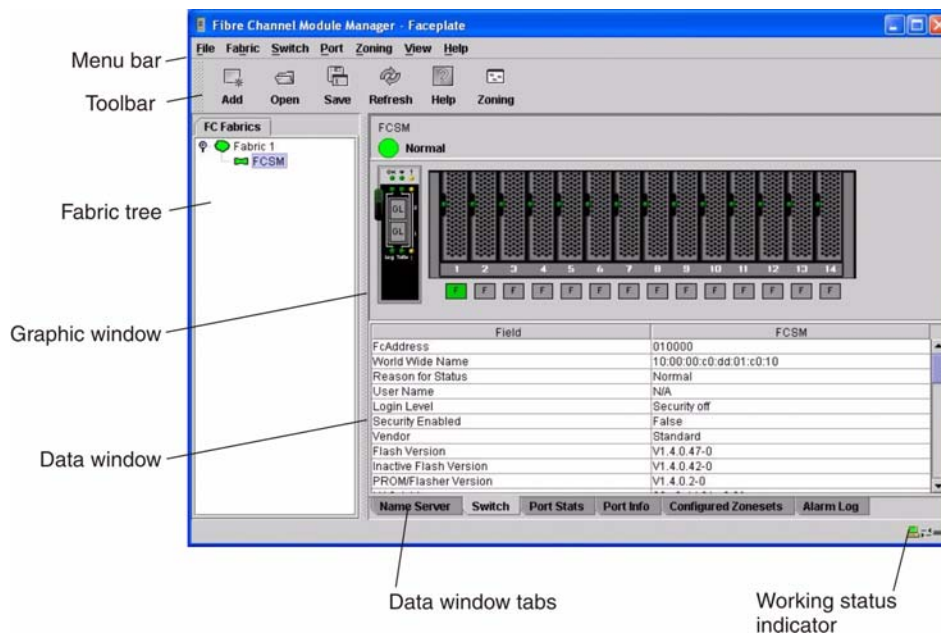 Fibre Channel Module Manager - Faceplate
File Fabric Switch Port Zoning View Help
Menu bar
Toolbar
Add Open Save Refresh Help Zoning
FC Fabrics
Fabric 1
FCSM
FCSM
Normal
GL
GL
1 2 3 4 5 6 7 8 9 10 11 12 13 14
F F F F F F F F F F F F F F
Fabric tree
Graphic window
Data window
Field FCSM
FcAddress 010000
World Wide Name 10:00:00:c0:dd:01:c0:10
Reason for Status Normal
User Name N/A
Login Level Security off
Security Enabled False
Vendor Standard
Flash Version V1.4.0.47-0
Inactive Flash Version V1.4.0.42-0
PROM/Flasher Version V1.4.0.2-0
Name Server Switch Port Stats Port Info Configured Zonesets Alarm Log
Data window tabs
Working status
indicator